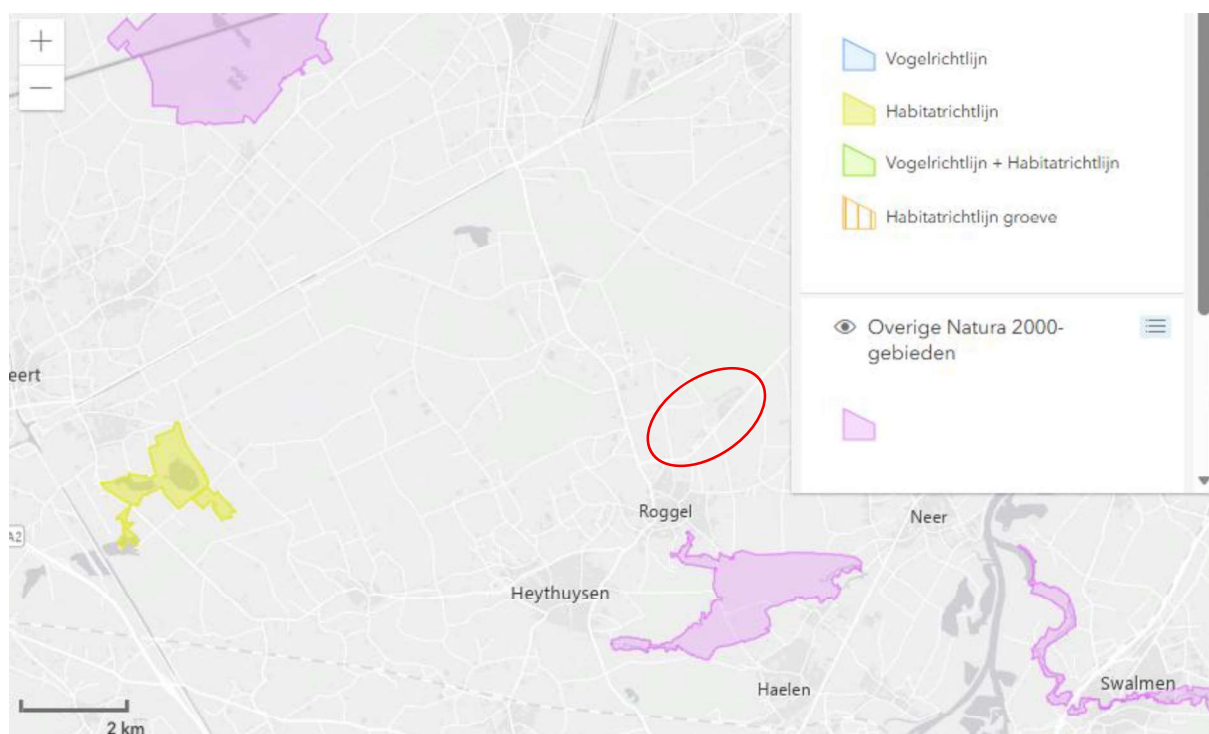 +
−
Vogelrichtlijn
Habitatrichtlijn
Vogelrichtlijn + Habitatrichtlijn
Habitatrichtlijn groeve
Overige Natura 2000-
gebieden
eert
Roggel
Neer
A2
Heythuysen
Haelen
Swalmen
2 km